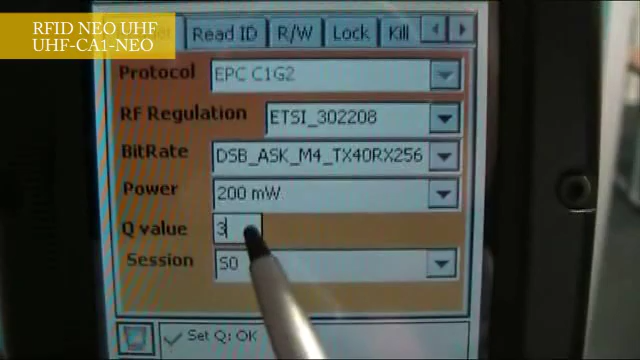 RFID NEO UHF
UHF-CA1-NEO
Read ID R/W Lock Kill
Protocol EPC C1G2
RF Regulation ETSI_302208
BitRate DSB_ASK_M4_TX40RX256
Power 200 mW
Q value 3
Session S0
Set Q: OK